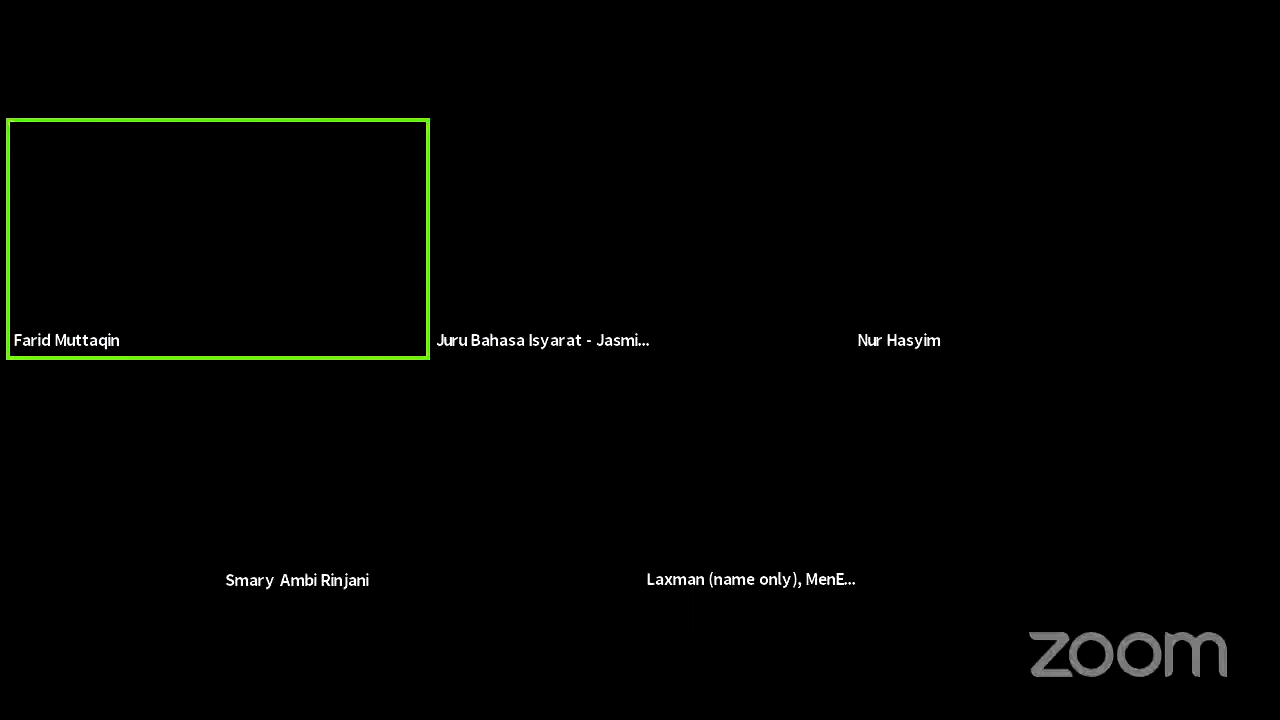 Farid Muttaqin
Juru Bahasa Isyarat - Jasmi...
Nur Hasyim
Smary Ambi Rinjani
Laxman (name only), MenE...
zoom